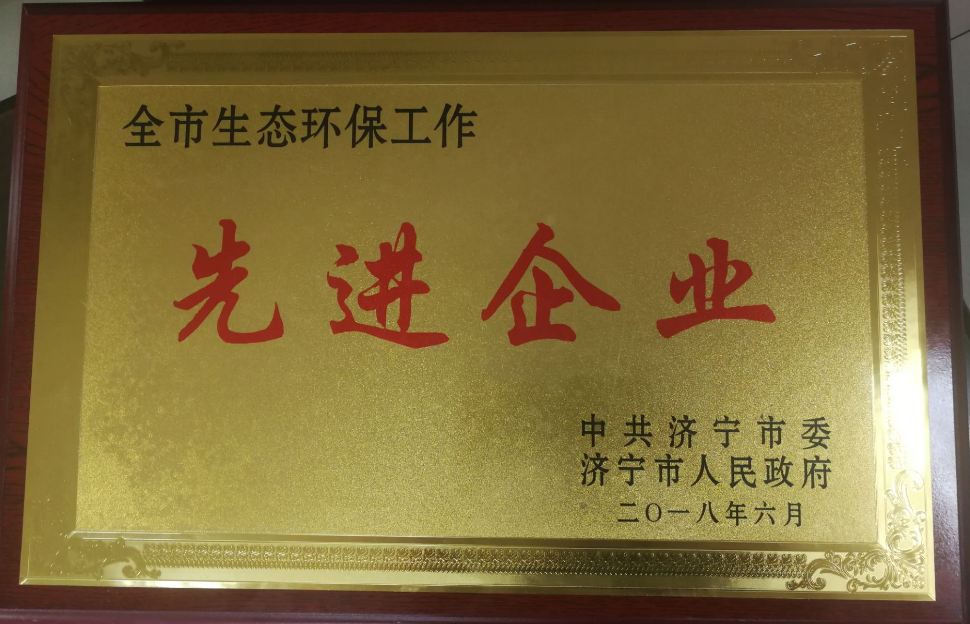 全市生态环保工作
先进企业
中共济宁市委
济宁市人民政府
二〇一八年六月